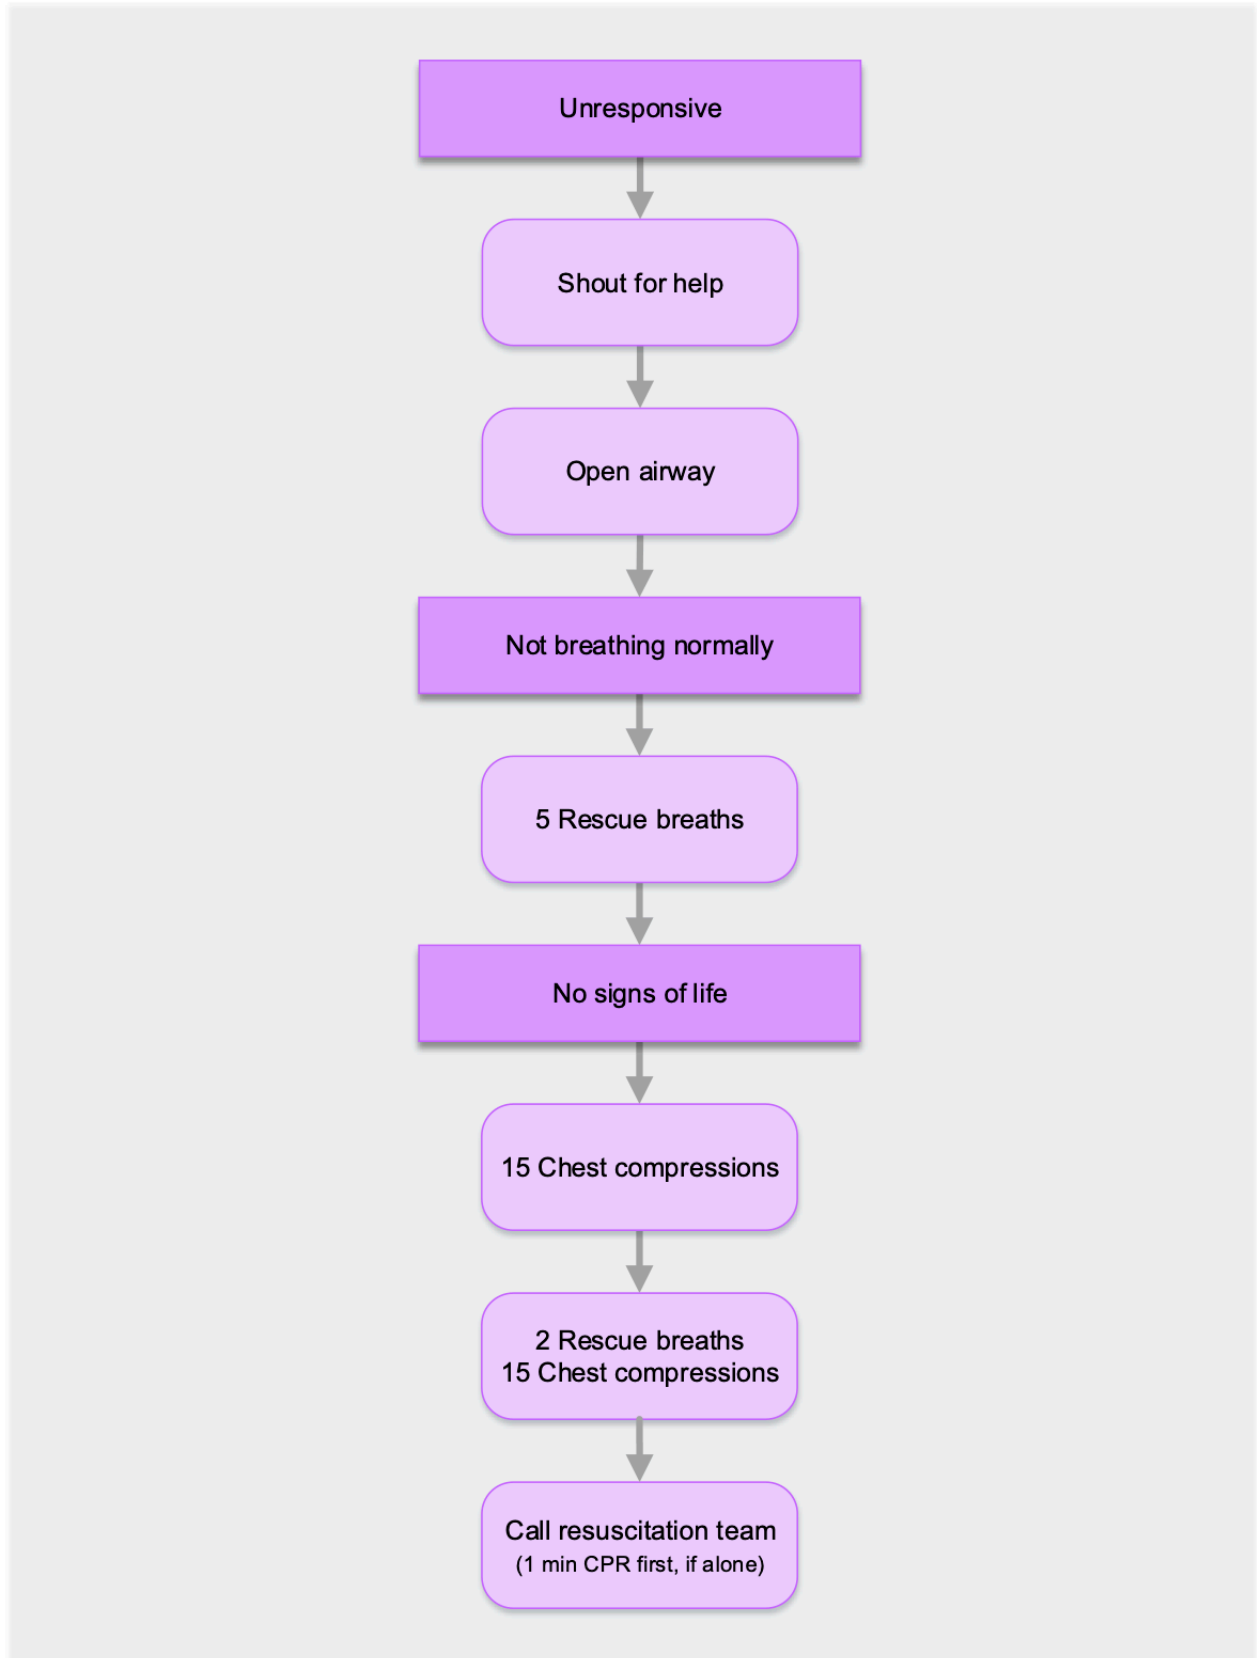 Unresponsive
Shout for help
Open airway
Not breathing normally
5 Rescue breaths
No signs of life
15 Chest compressions
2 Rescue breaths
15 Chest compressions
Call resuscitation team
(1 min CPR first, if alone)